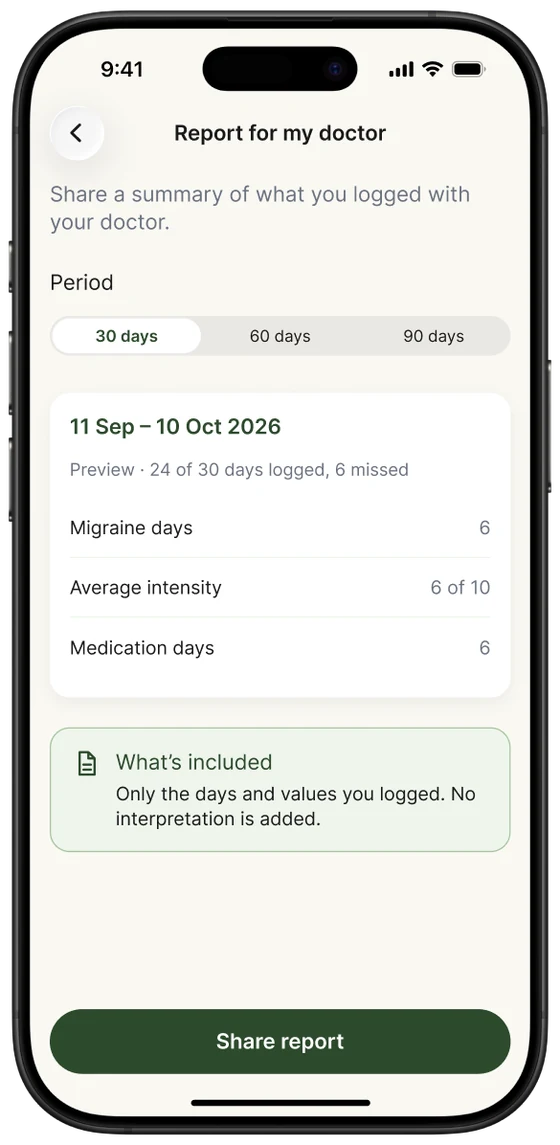 9:41
Report for my doctor
Share a summary of what you logged with
your doctor.
Period
30 days
60 days
90 days
11 Sep – 10 Oct 2026
Preview · 24 of 30 days logged, 6 missed
Migraine days
6
Average intensity
6 of 10
Medication days
6
What’s included
Only the days and values you logged. No
interpretation is added.
Share report